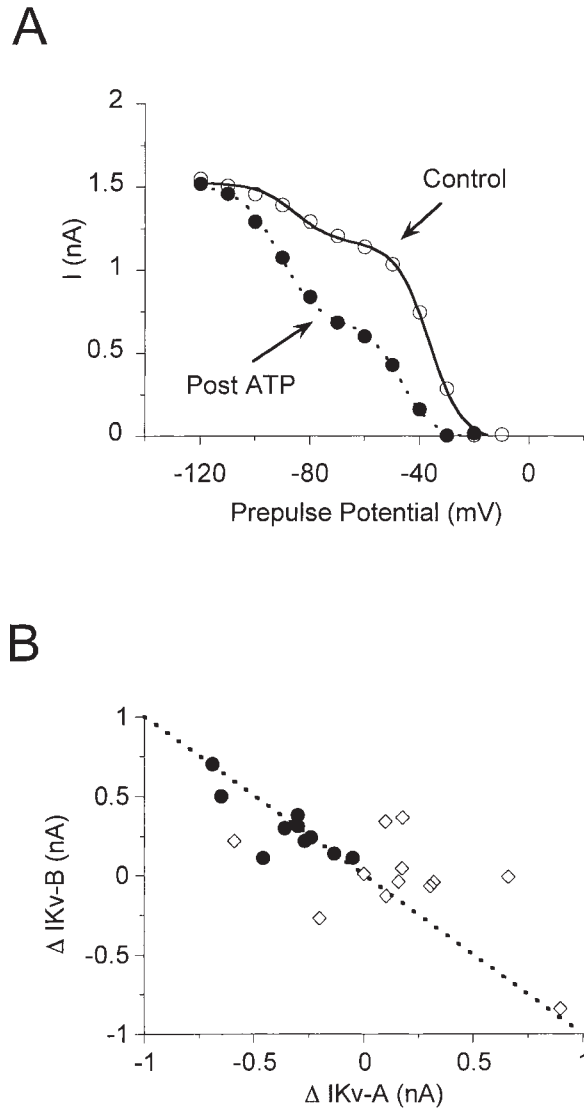 A
2
1.5
1
0.5
0
I (nA)
Control
Post ATP
-120
-80
-40
0
Prepulse Potential (mV)
B
1
0.5
0
-0.5
-1
Δ IKv-B (nA)
-1
-0.5
0
0.5
1
Δ IKv-A (nA)